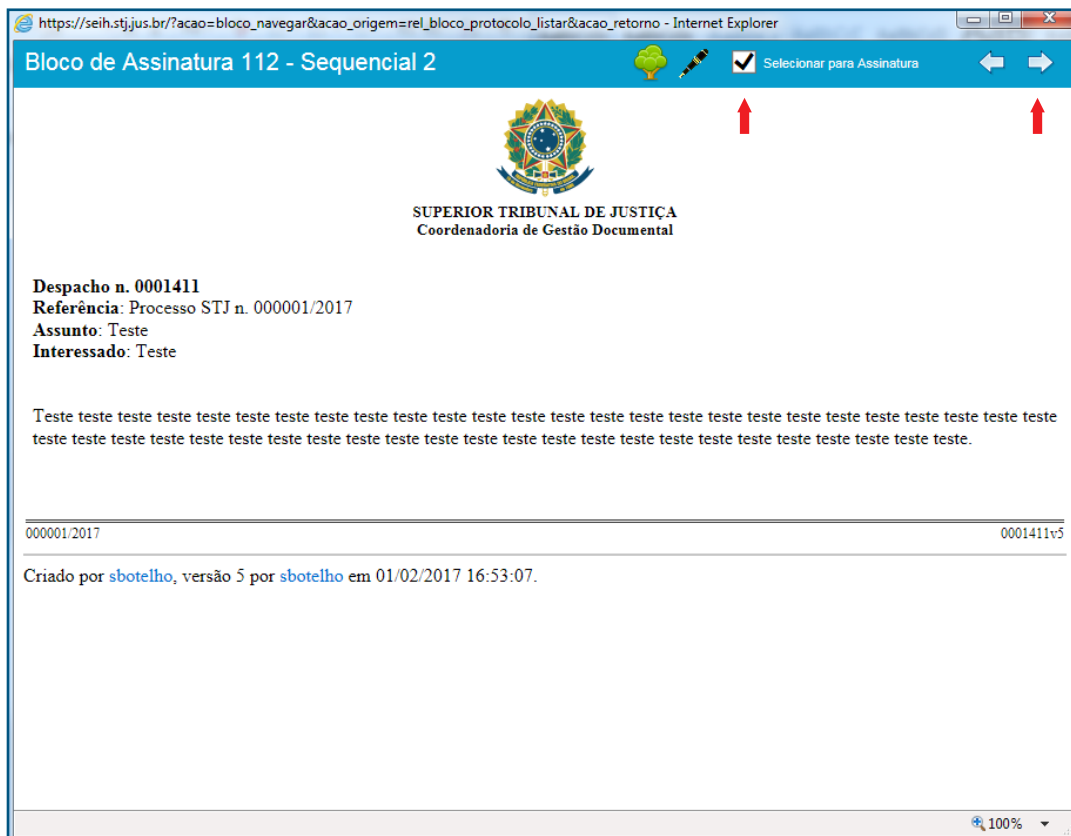 https://seih.stj.jus.br/?acao=bloco_navegar&acao_origem=rel_bloco_protocolo_listar&acao_retorno - Internet Explorer
Bloco de Assinatura 112 - Sequencial 2
Selecionar para Assinatura
SUPERIOR TRIBUNAL DE JUSTIÇA
Coordenadoria de Gestão Documental
Despacho n. 0001411
Referência: Processo STJ n. 000001/2017
Assunto: Teste
Interessado: Teste
Teste teste teste teste teste teste teste teste teste teste teste teste teste teste teste teste teste teste teste teste teste teste teste teste teste teste
teste teste teste teste teste teste teste teste teste teste teste teste teste teste teste teste teste teste teste teste teste teste teste teste.
000001/2017
0001411v5
Criado por sbotelho, versão 5 por sbotelho em 01/02/2017 16:53:07.
100%